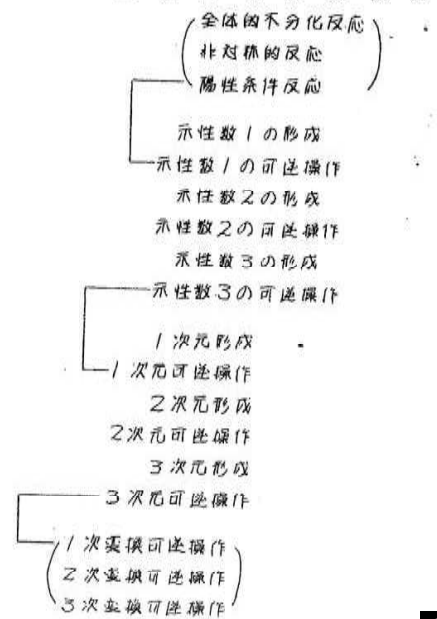 全体的不分化反応
非対称的反応
陽性条件反応
示性数1の形成
示性数1の可逆操作
示性数2の形成
示性数2の可逆操作
示性数3の形成
示性数3の可逆操作
1次元形成
1次元可逆操作
2次元形成
2次元可逆操作
3次元形成
3次元可逆操作
1次変換可逆操作
2次変換可逆操作
3次変換可逆操作